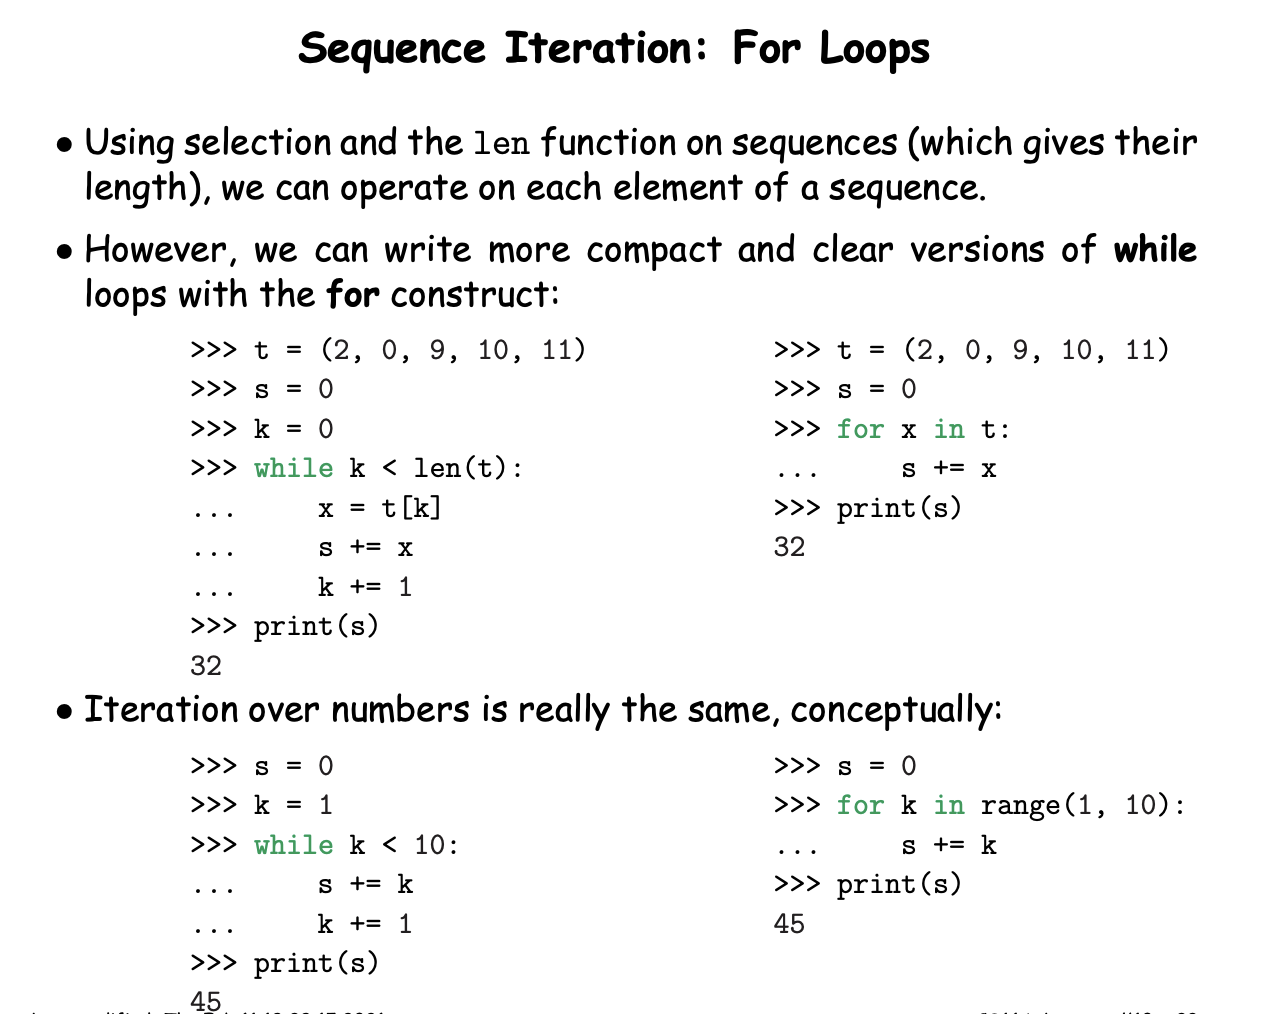 Sequence Iteration: For Loops
• Using selection and the len function on sequences (which gives their
length), we can operate on each element of a sequence.
• However, we can write more compact and clear versions of while
loops with the for construct:
>>> t = (2, 0, 9, 10, 11)
>>> s = 0
>>> k = 0
>>> while k < len(t):
...     x = t[k]
...     s += x
...     k += 1
>>> print(s)
32
>>> t = (2, 0, 9, 10, 11)
>>> s = 0
>>> for x in t:
...     s += x
>>> print(s)
32
• Iteration over numbers is really the same, conceptually:
>>> s = 0
>>> k = 1
>>> while k < 10:
...     s += k
...     k += 1
>>> print(s)
45
>>> s = 0
>>> for k in range(1, 10):
...     s += k
>>> print(s)
45